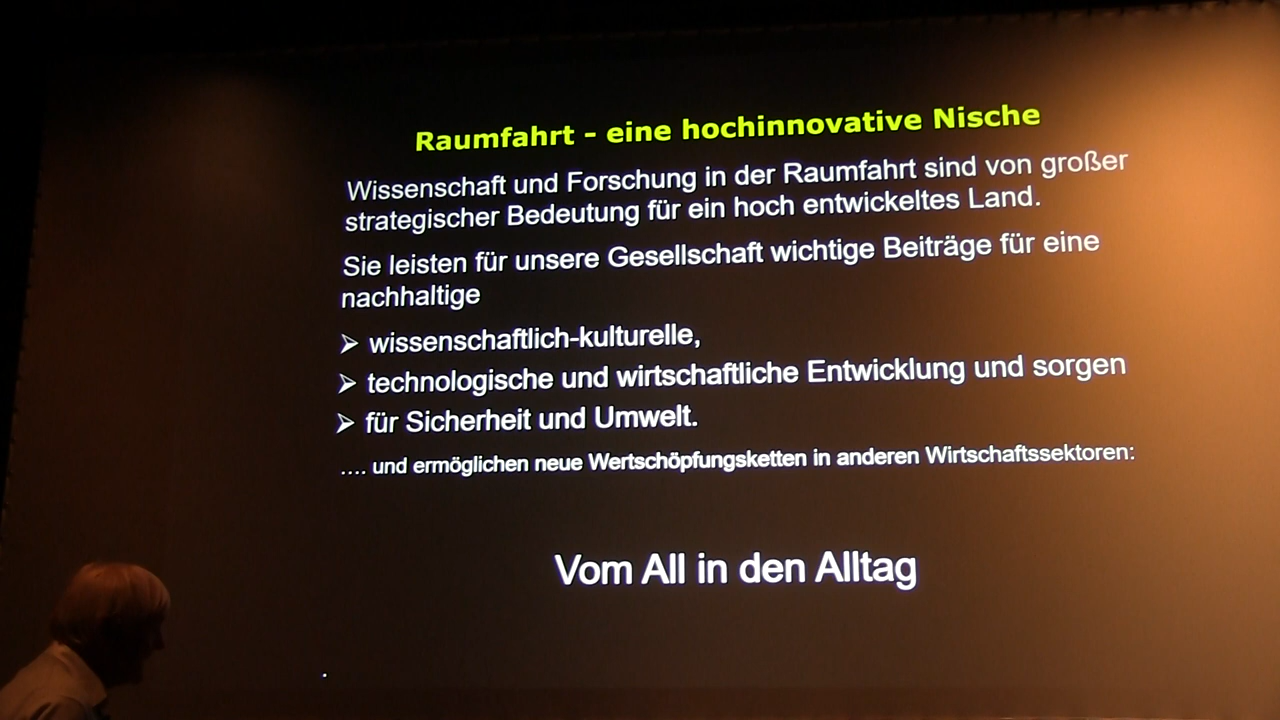 Raumfahrt - eine hochinnovative Nische
Wissenschaft und Forschung in der Raumfahrt sind von großer
strategischer Bedeutung für ein hoch entwickeltes Land.
Sie leisten für unsere Gesellschaft wichtige Beiträge für eine
nachhaltige
➢ wissenschaftlich-kulturelle,
➢ technologische und wirtschaftliche Entwicklung und sorgen
➢ für Sicherheit und Umwelt.
.... und ermöglichen neue Wertschöpfungsketten in anderen Wirtschaftssektoren:
Vom All in den Alltag
.